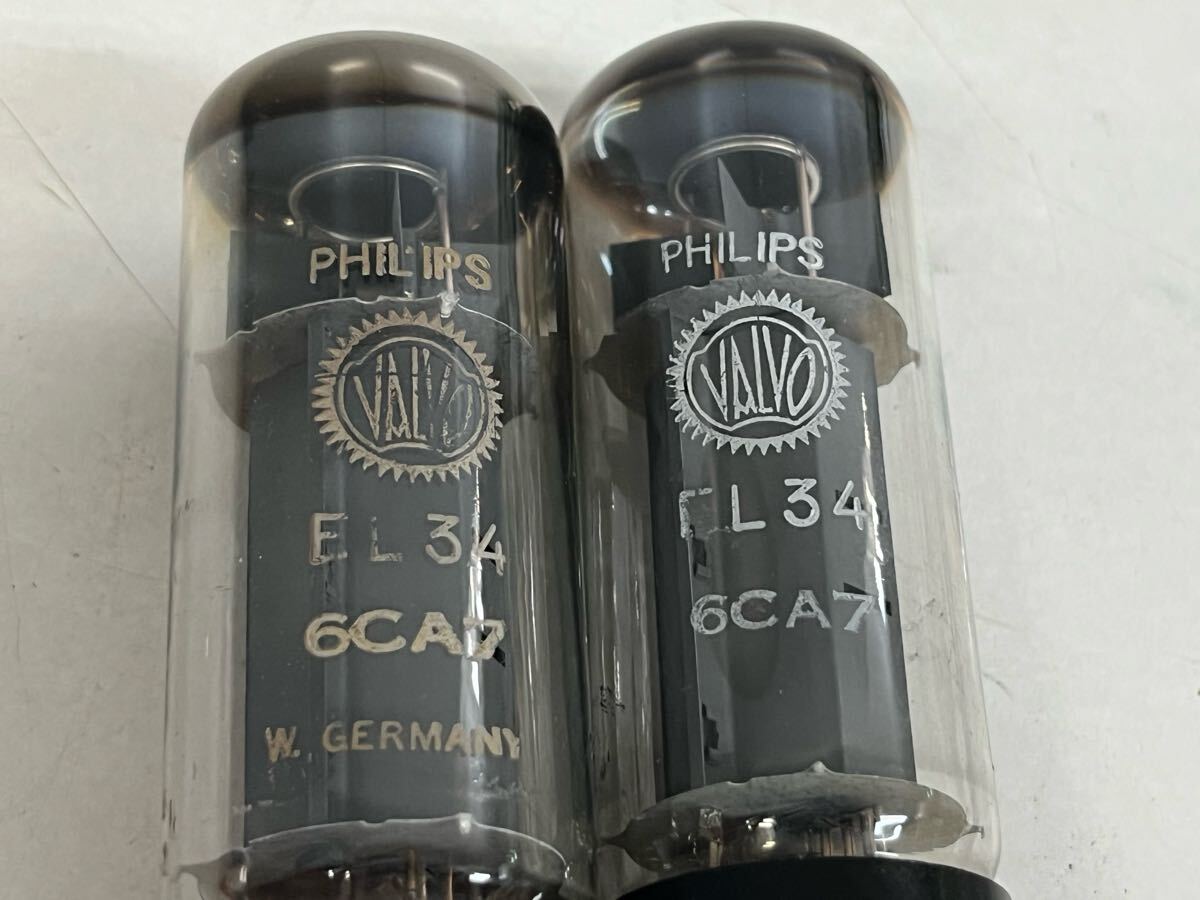 PHILIPS
VALVO
EL34
6CA7
W. GERMANY
PHILIPS
VALVO
EL34
6CA7